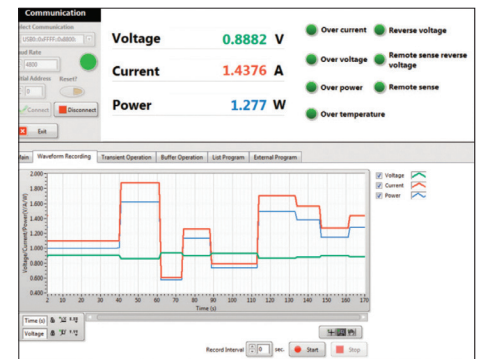 Communication
Select Communication
USB0::0xFFFF::0x8800:
Baud Rate
4800
Initial Address Reset?
0
Connect Disconnect
Exit
Voltage 0.8882 V
Current 1.4376 A
Power 1.277 W
Over current Reverse voltage
Over voltage Remote sense reverse voltage
Over power Remote sense
Over temperature
Main Waveform Recording Transient Operation Buffer Operation List Program External Program
Voltage/Current/Power(V/A/W)
2.000
1.800
1.600
1.400
1.200
1.000
0.800
0.600
0.400
2 10 20 30 40 50 60 70 80 90 100 110 120 130 140 150 160 170
Time (s)
Voltage
Current
Power
Time (s)
Voltage
Record Interval 0 sec. Start Stop